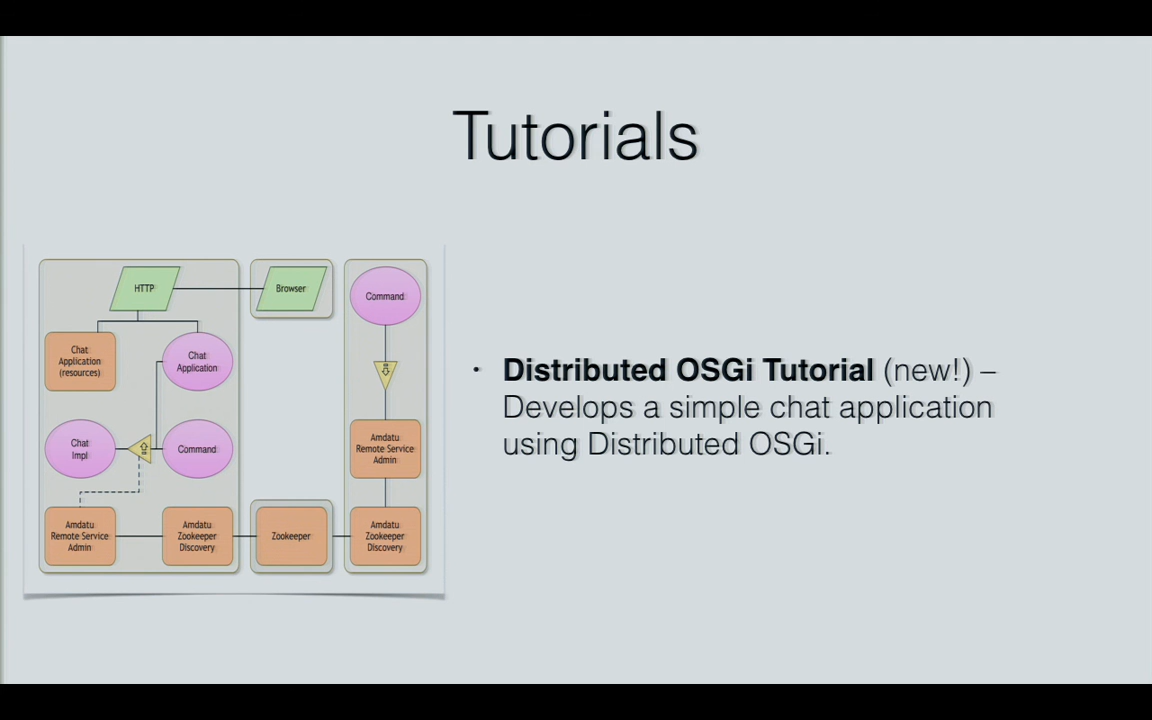 Tutorials
HTTP
Browser
Command
Chat
Application
(resources)
Chat
Application
Chat
Impl
Command
Amdatu
Remote Service
Admin
Amdatu
Remote Service
Admin
Amdatu
Zookeeper
Discovery
Zookeeper
Amdatu
Zookeeper
Discovery
• Distributed OSGi Tutorial (new!) –
Develops a simple chat application
using Distributed OSGi.